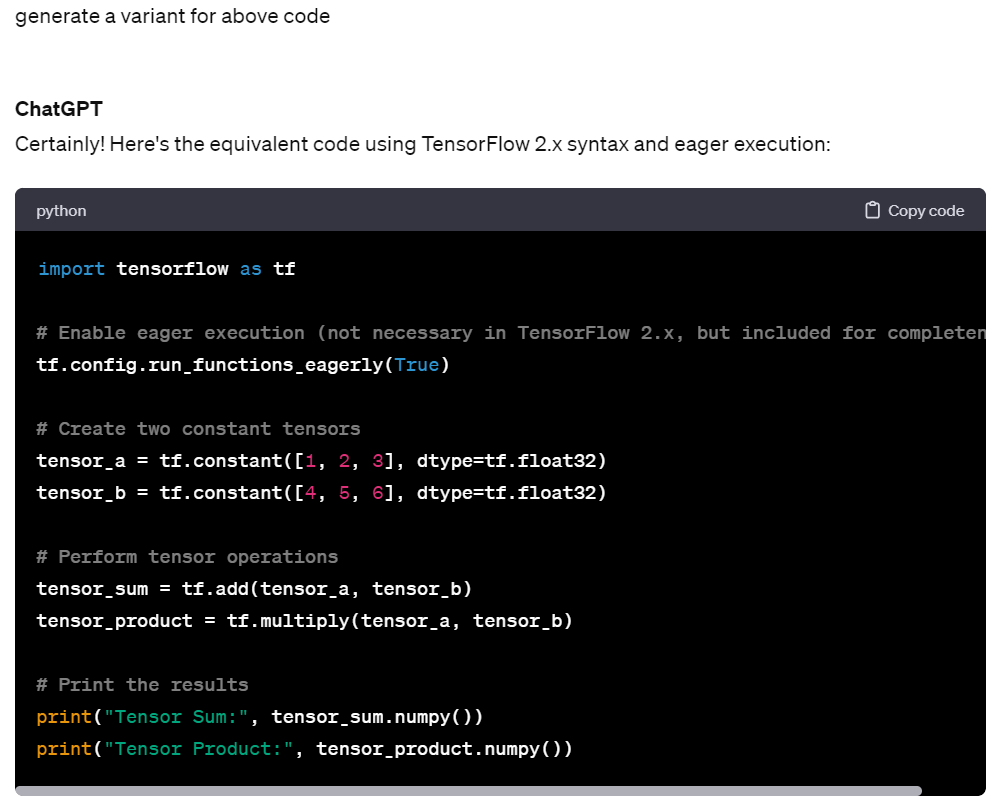 generate a variant for above code
ChatGPT
Certainly! Here's the equivalent code using TensorFlow 2.x syntax and eager execution:
python
Copy code
import tensorflow as tf
# Enable eager execution (not necessary in TensorFlow 2.x, but included for completen
tf.config.run_functions_eagerly(True)
# Create two constant tensors
tensor_a = tf.constant([1, 2, 3], dtype=tf.float32)
tensor_b = tf.constant([4, 5, 6], dtype=tf.float32)
# Perform tensor operations
tensor_sum = tf.add(tensor_a, tensor_b)
tensor_product = tf.multiply(tensor_a, tensor_b)
# Print the results
print("Tensor Sum:", tensor_sum.numpy())
print("Tensor Product:", tensor_product.numpy())